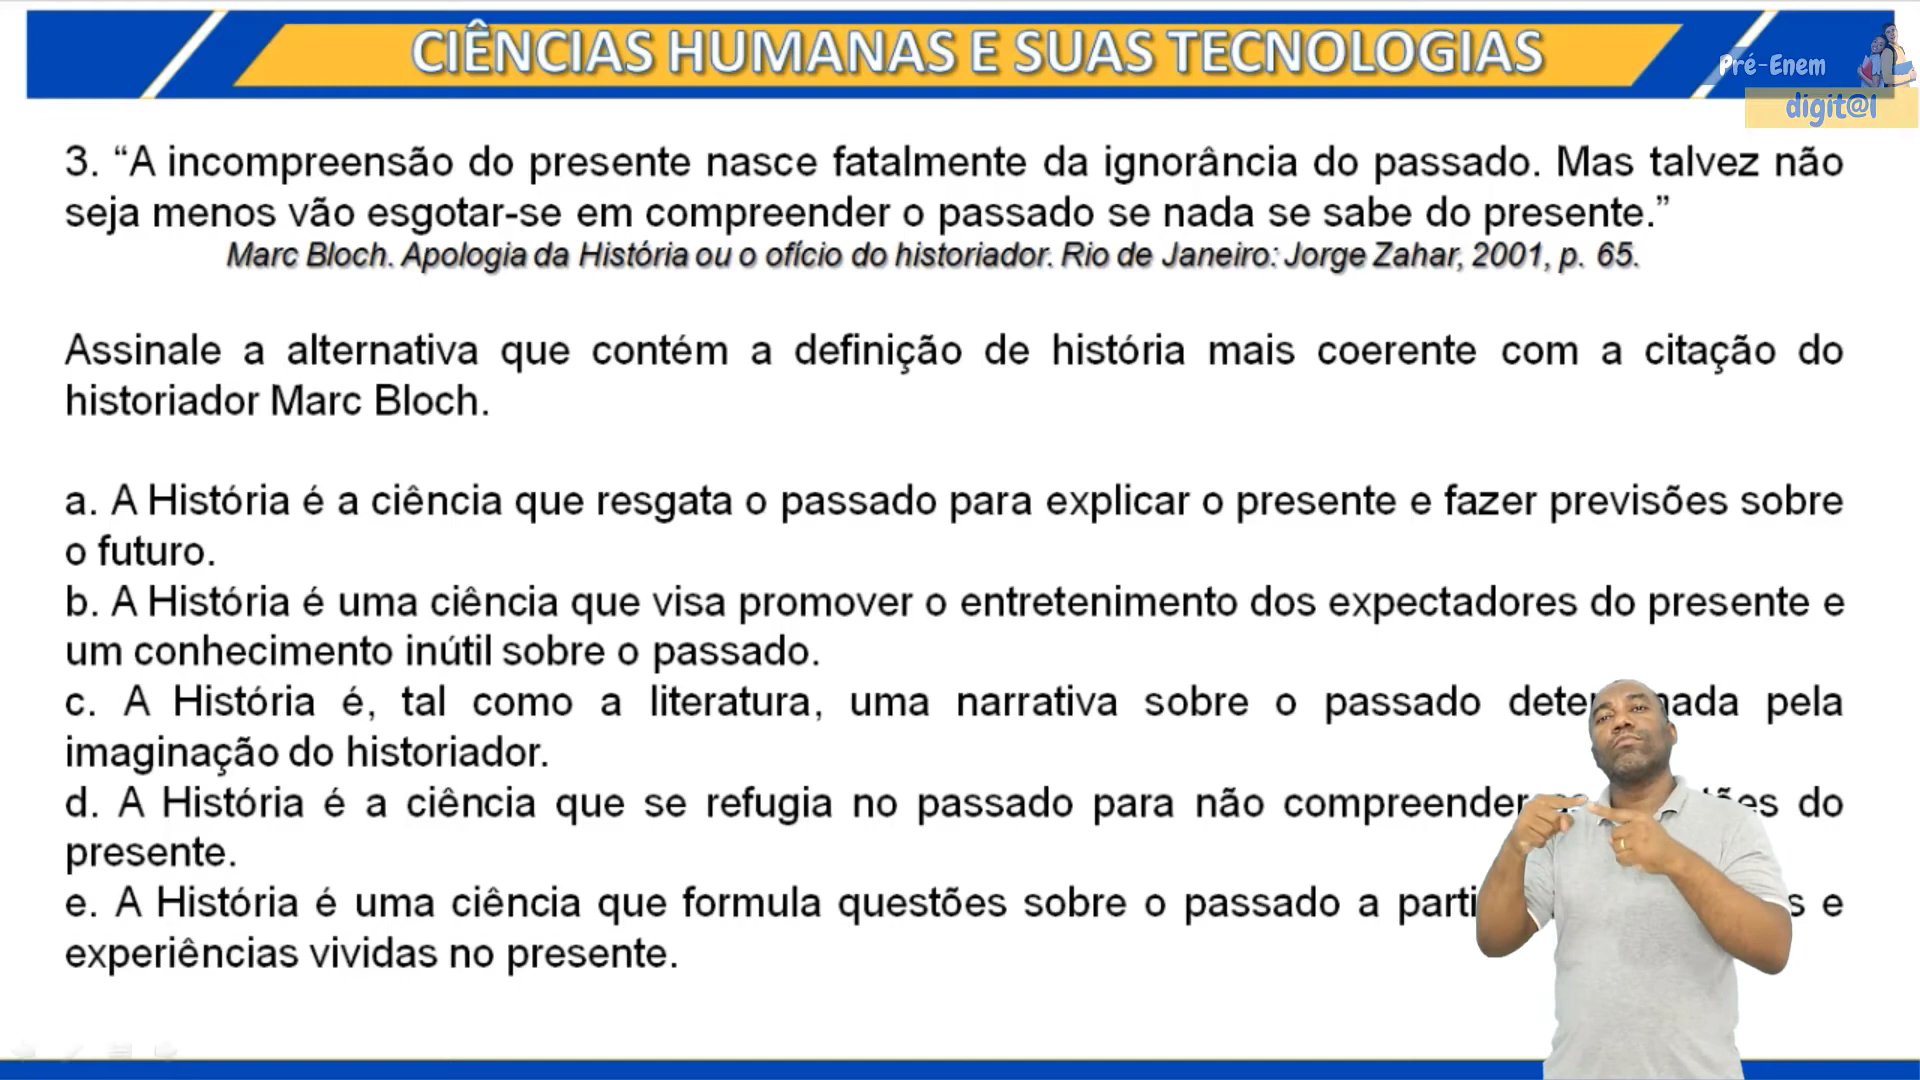 CIÊNCIAS HUMANAS E SUAS TECNOLOGIAS
Pré-Enem
digit@l
3. “A incompreensão do presente nasce fatalmente da ignorância do passado. Mas talvez não
seja menos vão esgotar-se em compreender o passado se nada se sabe do presente.”
Marc Bloch. Apologia da História ou o ofício do historiador. Rio de Janeiro: Jorge Zahar, 2001, p. 65.
Assinale a alternativa que contém a definição de história mais coerente com a citação do
historiador Marc Bloch.
a. A História é a ciência que resgata o passado para explicar o presente e fazer previsões sobre
o futuro.
b. A História é uma ciência que visa promover o entretenimento dos expectadores do presente e
um conhecimento inútil sobre o passado.
c. A História é, tal como a literatura, uma narrativa sobre o passado pela
imaginação do historiador.
d. A História é a ciência que se refugia no passado para não compreender do
presente.
e. A História é uma ciência que formula questões sobre o passado a e
experiências vividas no presente.